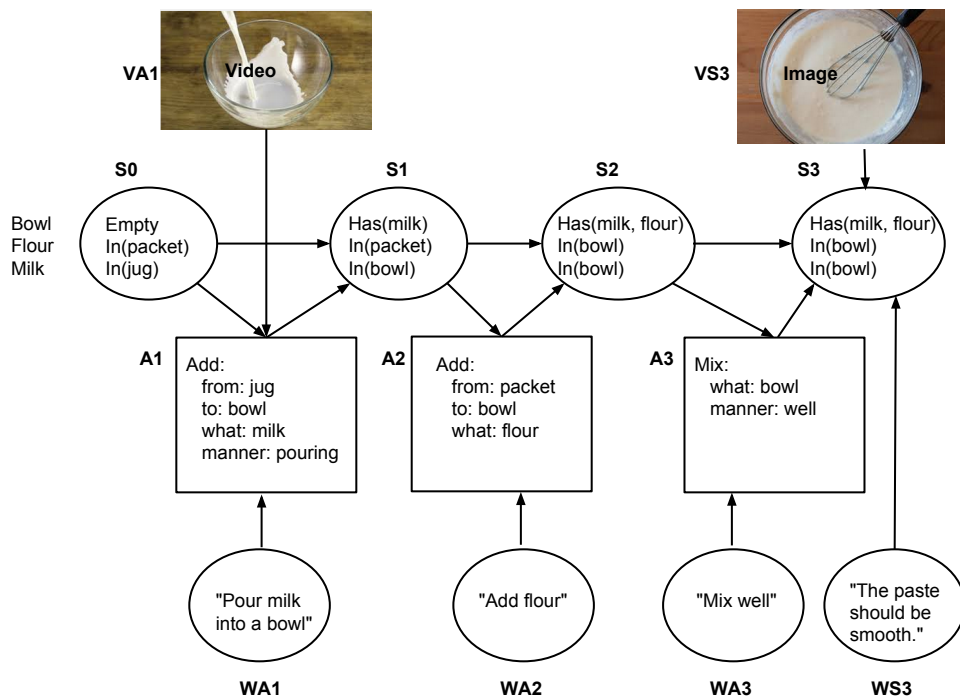 VA1
Video
VS3
Image
S0
S1
S2
S3
Bowl
Flour
Milk
Empty
In(packet)
In(jug)
Has(milk)
In(packet)
In(bowl)
Has(milk, flour)
In(bowl)
In(bowl)
Has(milk, flour)
In(bowl)
In(bowl)
A1
Add:
from: jug
to: bowl
what: milk
manner: pouring
A2
Add:
from: packet
to: bowl
what: flour
A3
Mix:
what: bowl
manner: well
"Pour milk
into a bowl"
"Add flour"
"Mix well"
"The paste
should be
smooth."
WA1
WA2
WA3
WS3